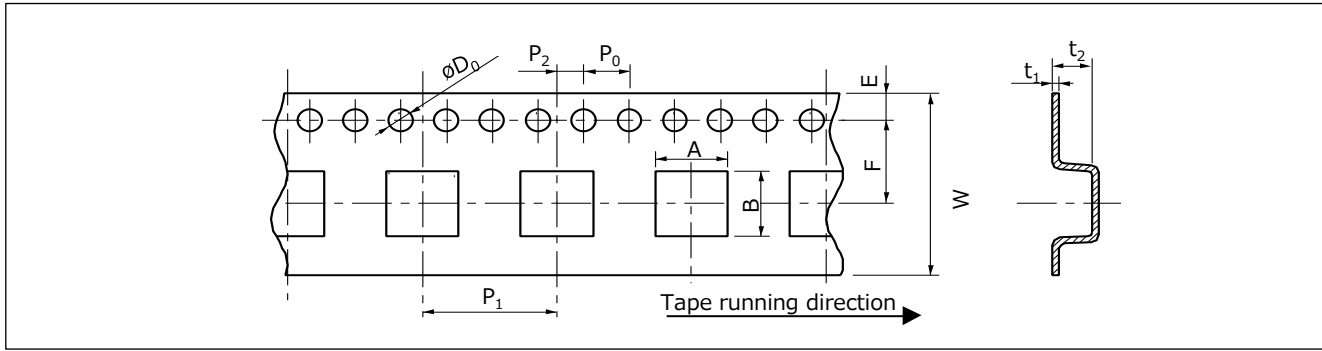 øD₀
P₂
P₀
t₁
t₂
E
A
F
B
W
P₁
Tape running direction